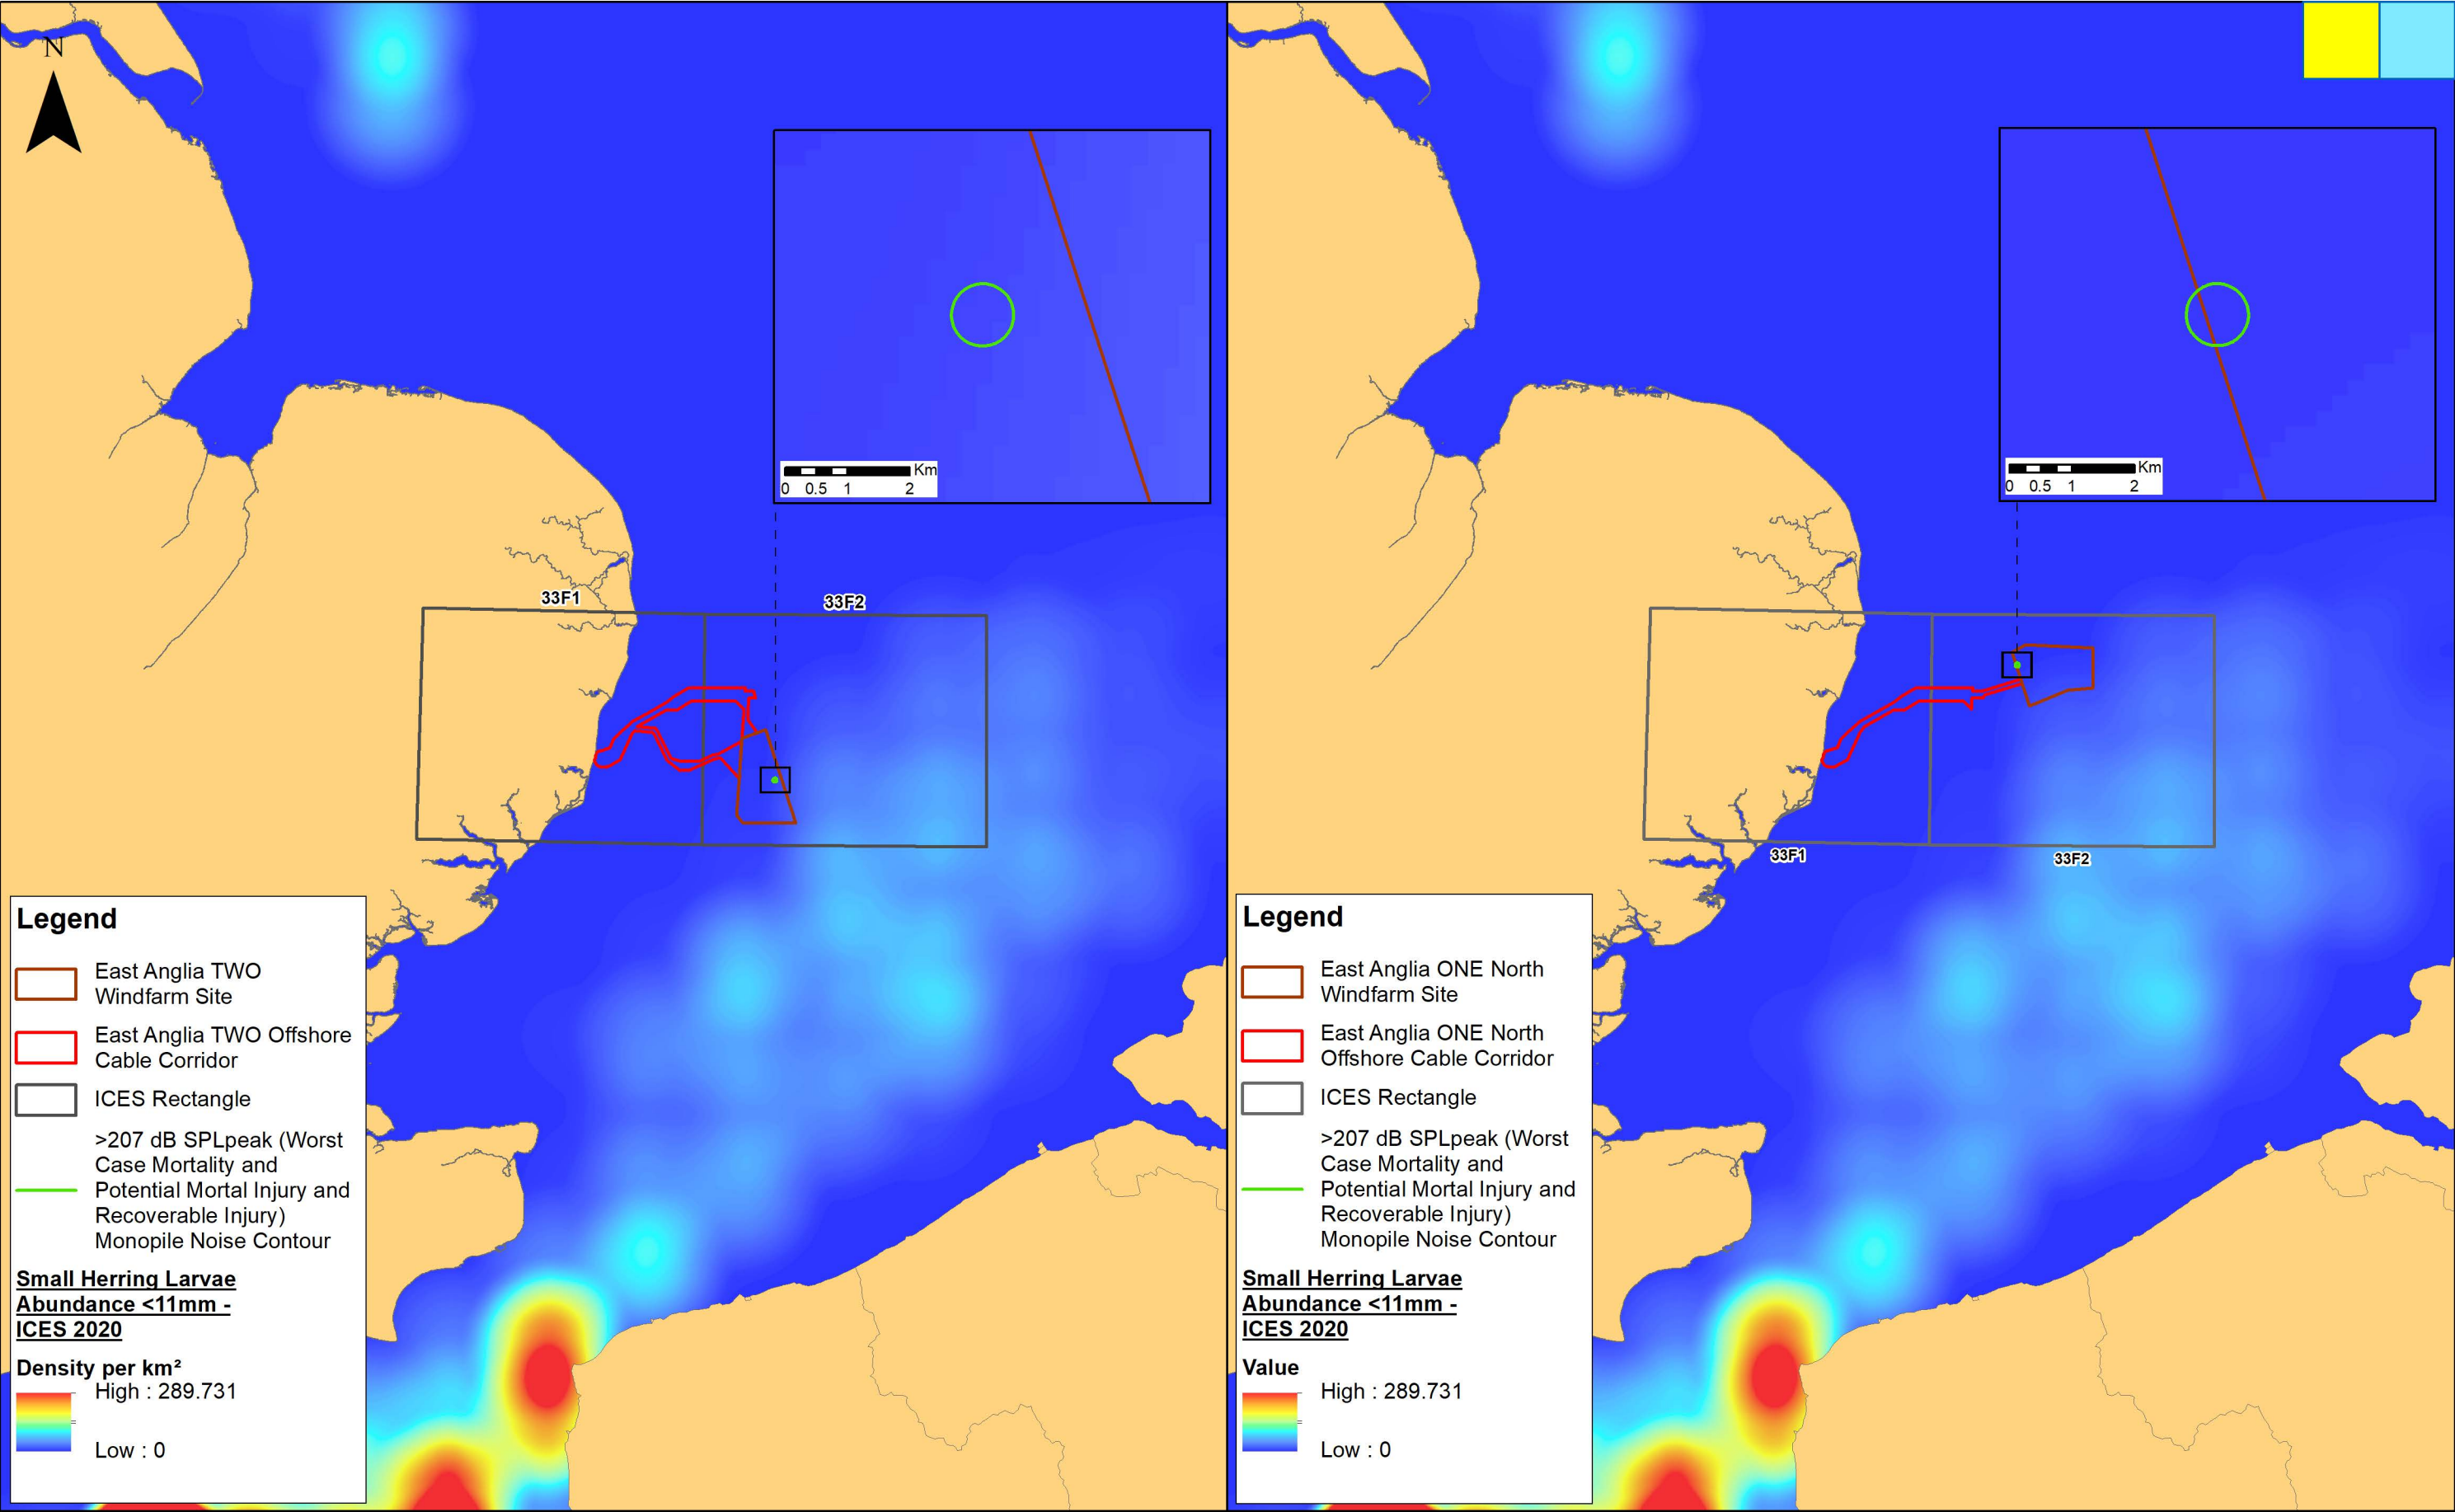 N
Km
0 0.5 1 2
33F1
33F2
Legend
East Anglia TWO
Windfarm Site
East Anglia TWO Offshore
Cable Corridor
ICES Rectangle
>207 dB SPLpeak (Worst
Case Mortality and
Potential Mortal Injury and
Recoverable Injury)
Monopile Noise Contour
Small Herring Larvae
Abundance <11mm -
ICES 2020
Density per km²
High : 289.731
Low : 0
Km
0 0.5 1 2
33F1
33F2
Legend
East Anglia ONE North
Windfarm Site
East Anglia ONE North
Offshore Cable Corridor
ICES Rectangle
>207 dB SPLpeak (Worst
Case Mortality and
Potential Mortal Injury and
Recoverable Injury)
Monopile Noise Contour
Small Herring Larvae
Abundance <11mm -
ICES 2020
Value
High : 289.731
Low : 0